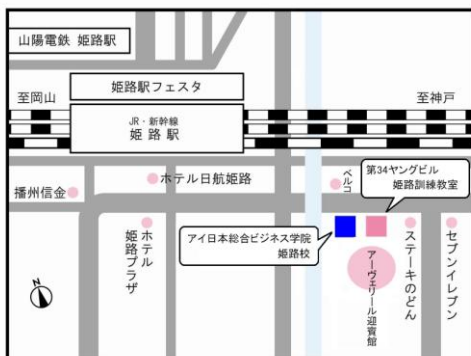 山陽電鉄 姫路駅
姫路駅フェスタ
至岡山
至神戸
JR・新幹線
姫路駅
第34ヤングビル
姫路訓練教室
ベルコ
ホテル日航姫路
播州信金
アイ日本総合ビジネス学院
姫路校
ホテル
姫路プラザ
アーヴェリール迎賓館
ステーキのどん
セブンイレブン
N